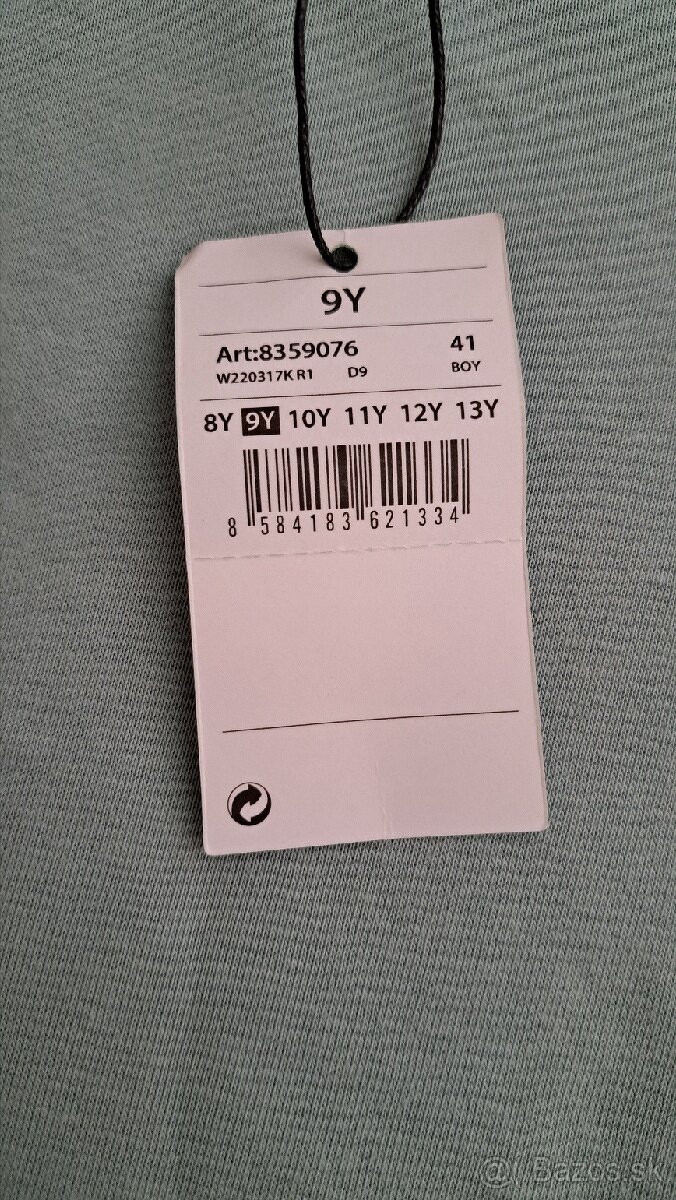 9Y
Art:8359076 41
W220317K R1 D9 BOY
8Y 9Y 10Y 11Y 12Y 13Y
8 584183 621334
@ Bazos.sk